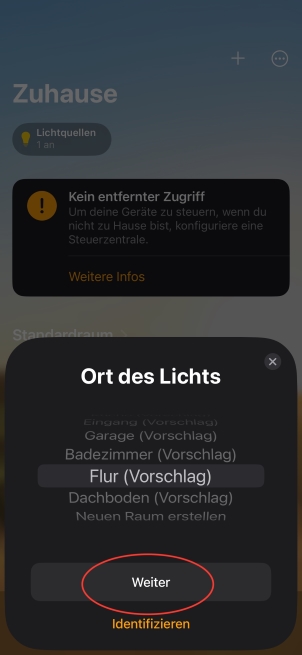 Zuhause
Lichtquellen
1 an
Kein entfernter Zugriff
Um deine Geräte zu steuern, wenn du
nicht zu Hause bist, konfiguriere eine
Steuerzentrale.
Weitere Infos
Standardraum
Ort des Lichts
Eingang (Vorschlag)
Garage (Vorschlag)
Badezimmer (Vorschlag)
Flur (Vorschlag)
Dachboden (Vorschlag)
Neuen Raum erstellen
Weiter
Identifizieren